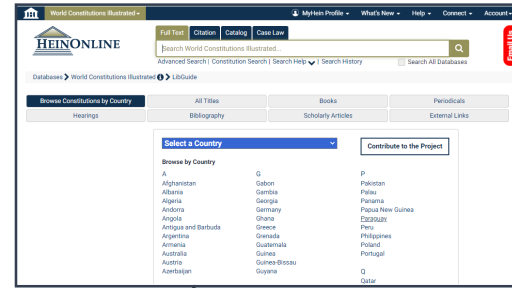 World Constitutions Illustrated
MyHein Profile What's New Help Connect Account
HEINONLINE
Full Text Citation Catalog Case Law
Search World Constitutions Illustrated...
Advanced Search | Constitution Search | Search Help | Search History
Search All Databases
Email Us
Databases > World Constitutions Illustrated > LibGuide
Browse Constitutions by Country All Titles Books Periodicals
Hearings Bibliography Scholarly Articles External Links
Select a Country
Contribute to the Project
Browse by Country
A G P
Afghanistan Gabon Pakistan
Albania Gambia Palau
Algeria Georgia Panama
Andorra Germany Papua New Guinea
Angola Ghana Paraguay
Antigua and Barbuda Greece Peru
Argentina Grenada Philippines
Armenia Guatemala Poland
Australia Guinea Portugal
Austria Guinea-Bissau
Azerbaijan Guyana Q
Qatar